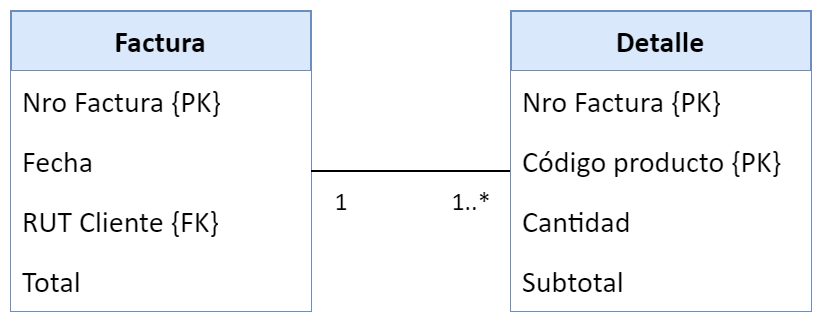 Factura
Nro Factura {PK}
Fecha
RUT Cliente {FK}
Total
1
1..*
Detalle
Nro Factura {PK}
Código producto {PK}
Cantidad
Subtotal